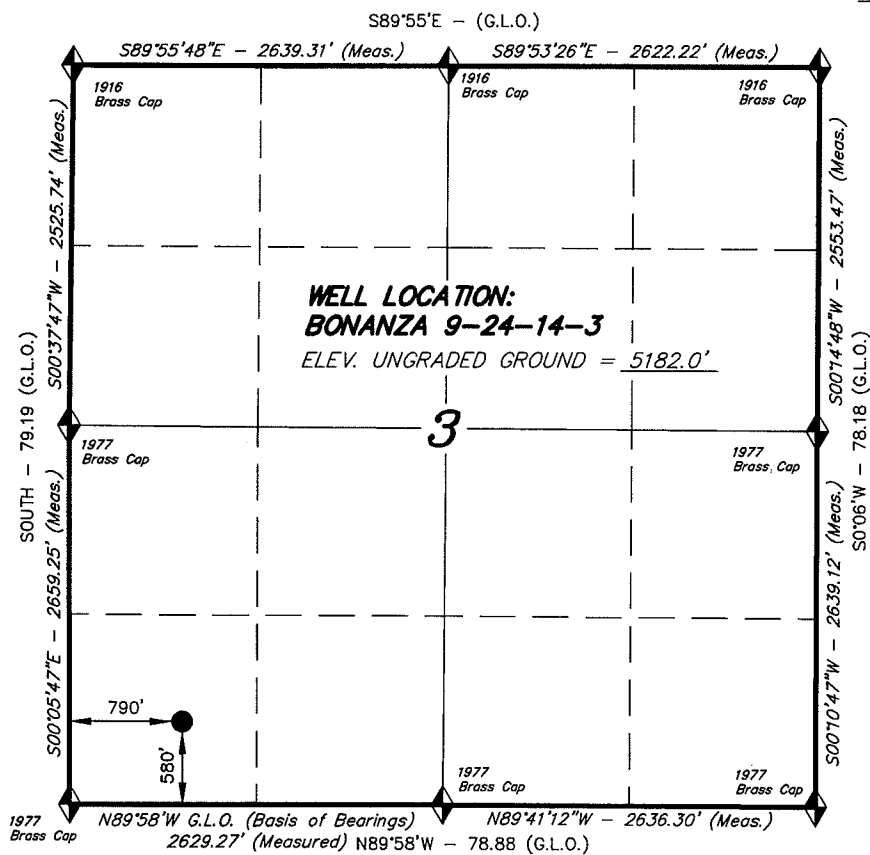 S89°55'E - (G.L.O.)
S89°55'48"E - 2639.31' (Meas.)
S89°53'26"E - 2622.22' (Meas.)
1916
Brass Cap
1916
Brass Cap
1916
Brass Cap
S00°37'47"W - 2525.74' (Meas.)
S00°14'48"W - 2553.47' (Meas.)
WELL LOCATION:
BONANZA 9-24-14-3
ELEV. UNGRADED GROUND = 5182.0'
SOUTH - 79.19 (G.L.O.)
S0°06'W - 78.18 (G.L.O.)
3
1977
Brass Cap
1977
Brass Cap
S00°05'47"E - 2659.25' (Meas.)
S00°10'47"W - 2639.12' (Meas.)
790'
580'
1977
Brass Cap
1977
Brass Cap
1977
Brass Cap
N89°58'W G.L.O. (Basis of Bearings)
2629.27' (Measured)
N89°41'12"W - 2636.30' (Meas.)
N89°58'W - 78.88 (G.L.O.)